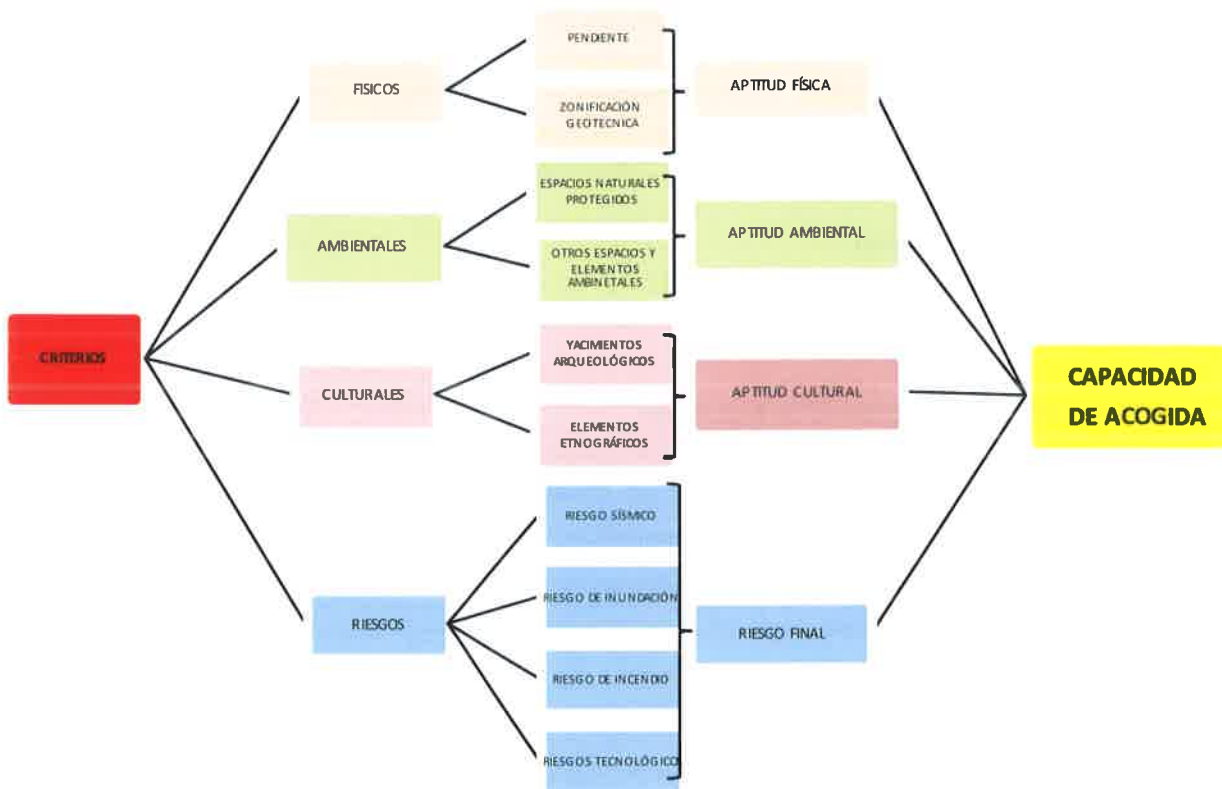 CRITERIOS
FISICOS
PENDIENTE
ZONIFICACIÓN
GEOTECNICA
APTITUD FÍSICA
AMBIENTALES
ESPACIOS NATURALES
PROTEGIDOS
OTROS ESPACIOS Y
ELEMENTOS
AMBINETALES
APTITUD AMBIENTAL
CULTURALES
YACIMIENTOS
ARQUEOLÓGICOS
ELEMENTOS
ETNOGRÁFICOS
APTITUD CULTURAL
RIESGOS
RIESGO SÍSMICO
RIESGO DE INUNDACIÓN
RIESGO DE INCENDIO
RIESGOS TECNOLÓGICO
RIESGO FINAL
CAPACIDAD
DE ACOGIDA